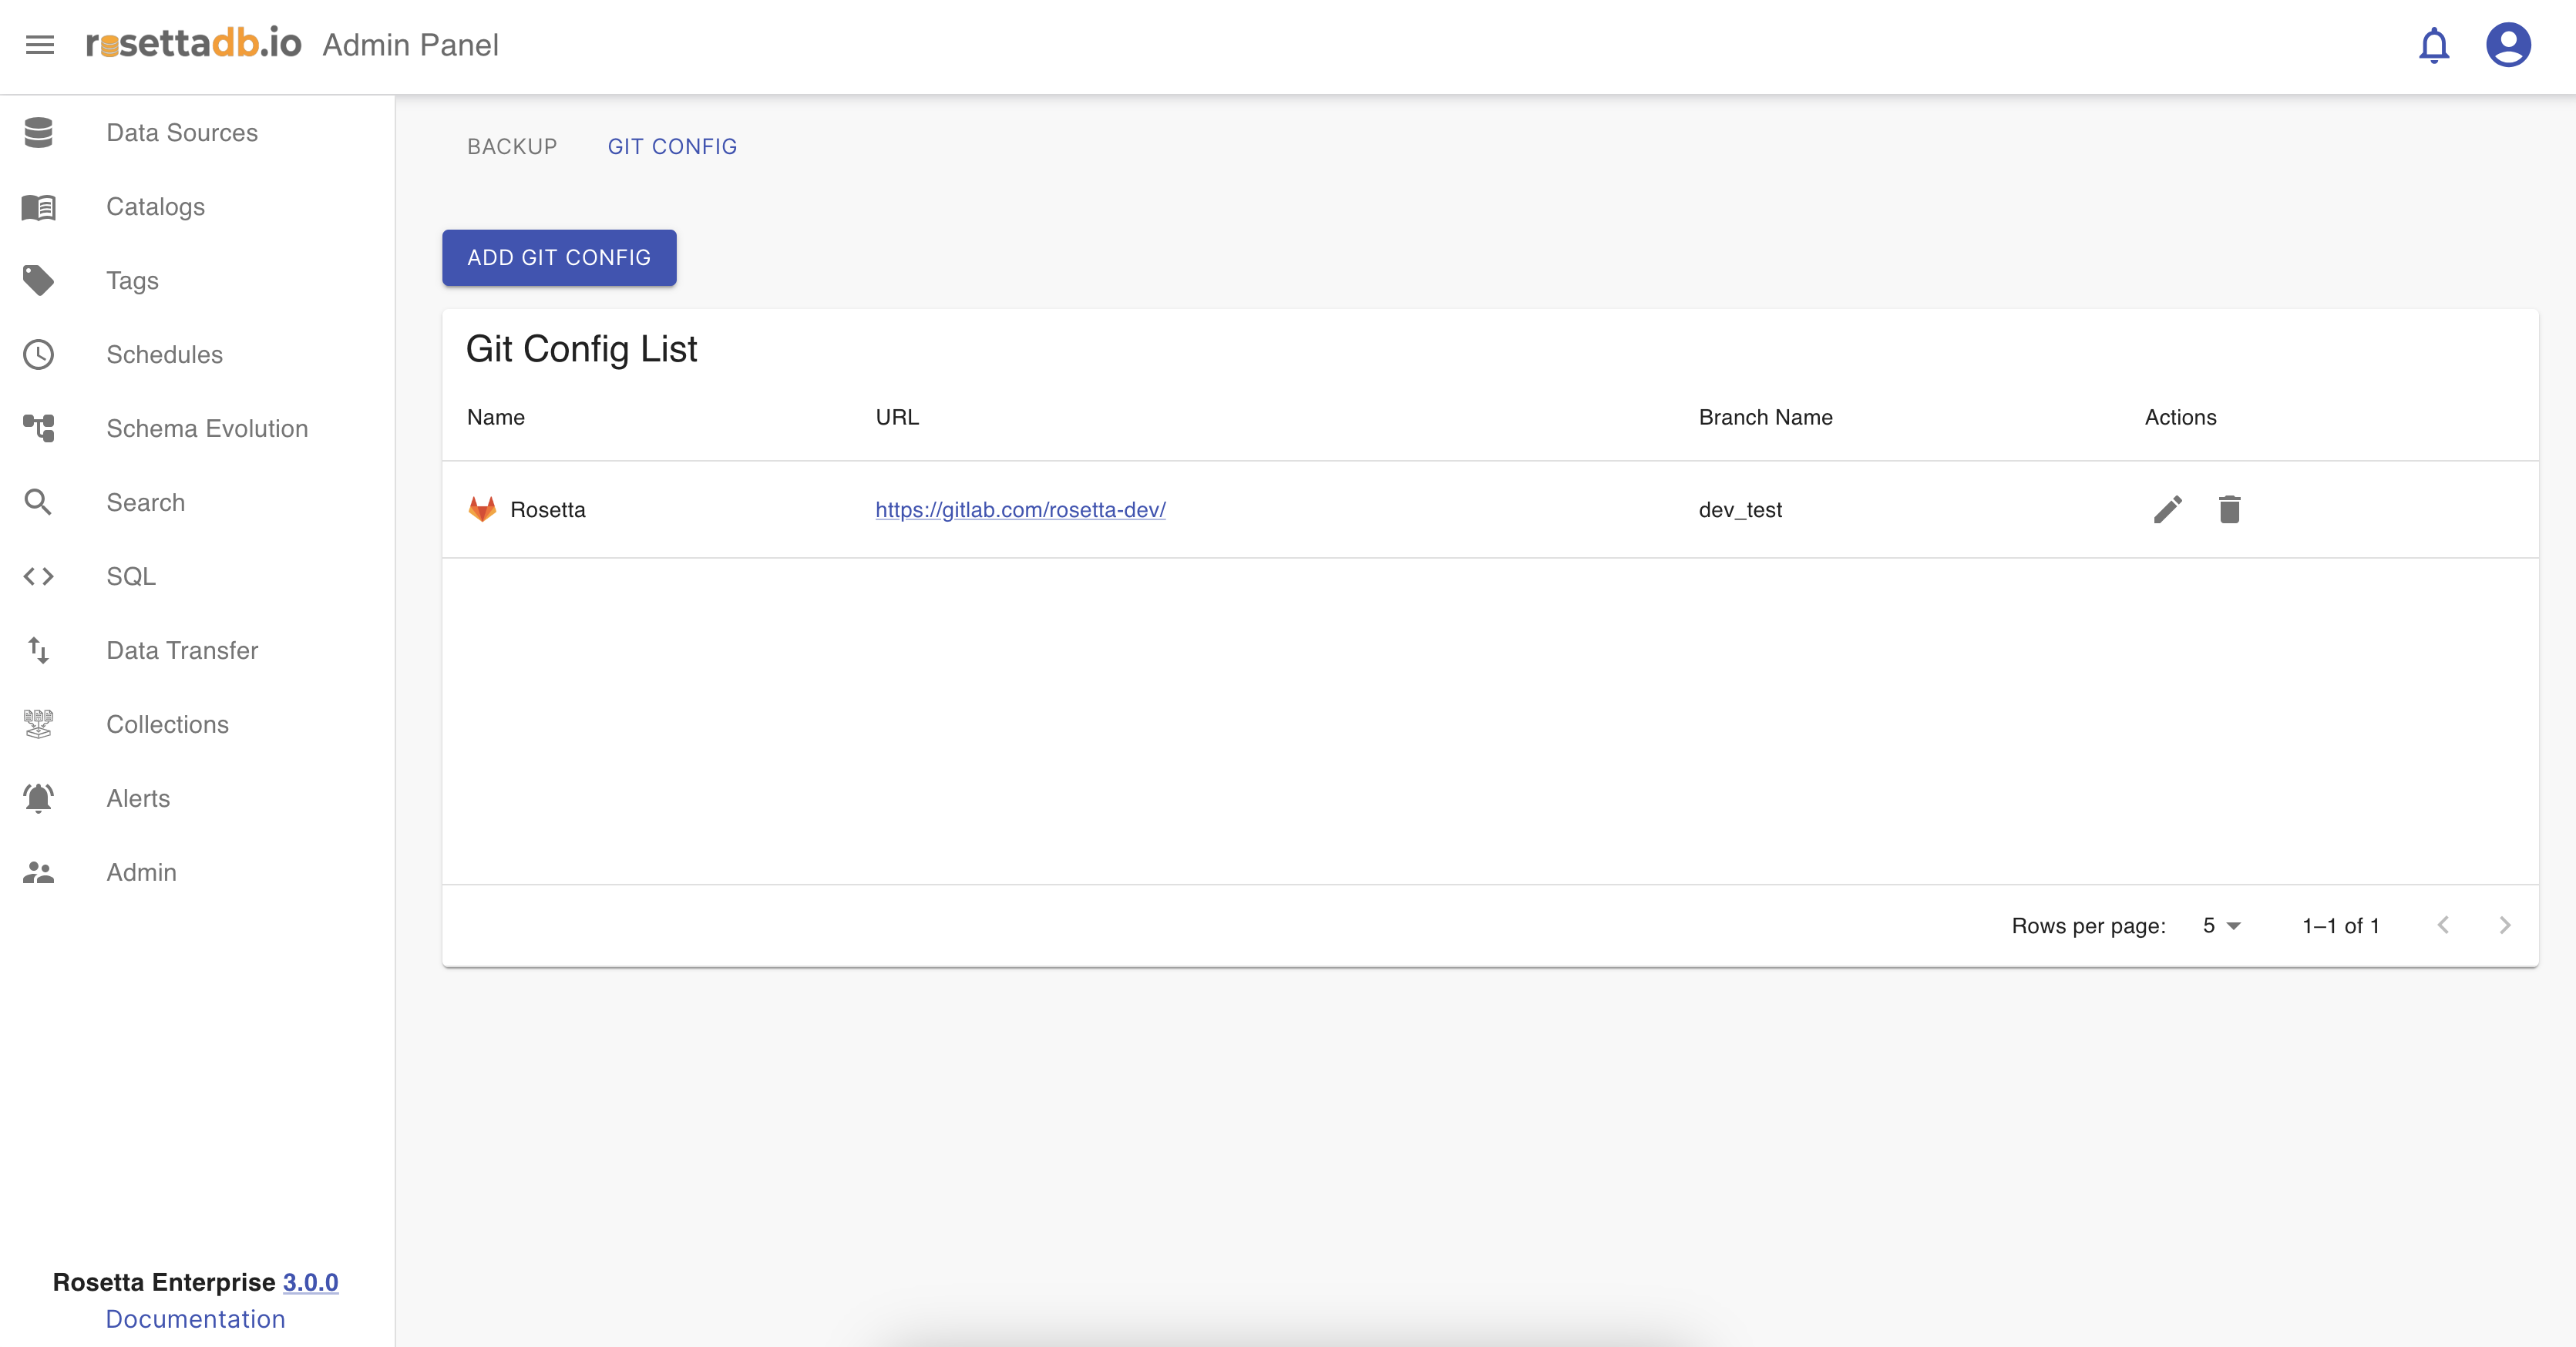 rosettadb.io Admin Panel
Data Sources
Catalogs
Tags
Schedules
Schema Evolution
Search
SQL
Data Transfer
Collections
Alerts
Admin
Rosetta Enterprise 3.0.0
Documentation
BACKUP GIT CONFIG
ADD GIT CONFIG
Git Config List
Name URL Branch Name Actions
Rosetta https://gitlab.com/rosetta-dev/ dev_test
Rows per page: 5 1–1 of 1